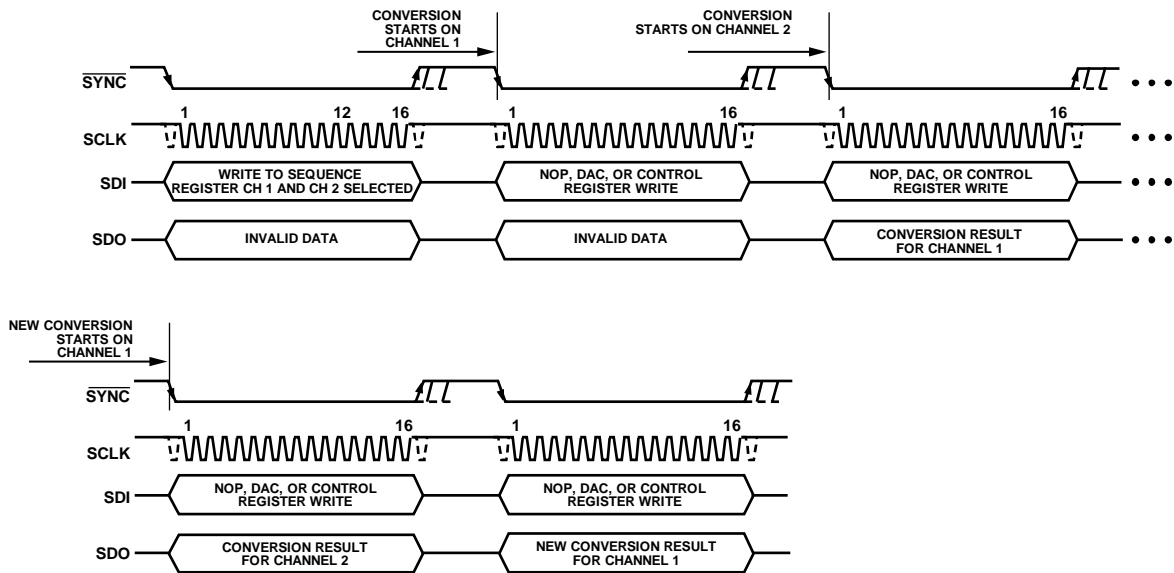 CONVERSION
STARTS ON
CHANNEL 1
CONVERSION
STARTS ON CHANNEL 2
SYNC
1
12
16
1
16
1
16
SCLK
SDI
WRITE TO SEQUENCE
REGISTER CH 1 AND CH 2 SELECTED
NOP, DAC, OR CONTROL
REGISTER WRITE
NOP, DAC, OR CONTROL
REGISTER WRITE
SDO
INVALID DATA
INVALID DATA
CONVERSION RESULT
FOR CHANNEL 1
NEW CONVERSION
STARTS ON
CHANNEL 1
SYNC
1
16
1
16
SCLK
SDI
NOP, DAC, OR CONTROL
REGISTER WRITE
NOP, DAC, OR CONTROL
REGISTER WRITE
SDO
CONVERSION RESULT
FOR CHANNEL 2
NEW CONVERSION RESULT
FOR CHANNEL 1